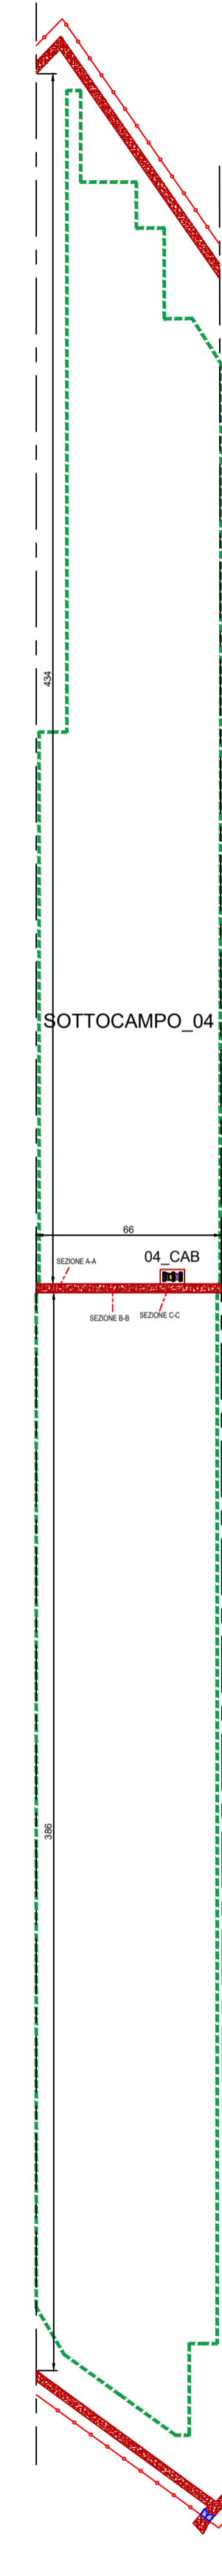 434
SOTTOCAMPO_04
66
04_CAB
SEZIONE A-A
SEZIONE B-B
SEZIONE C-C
386